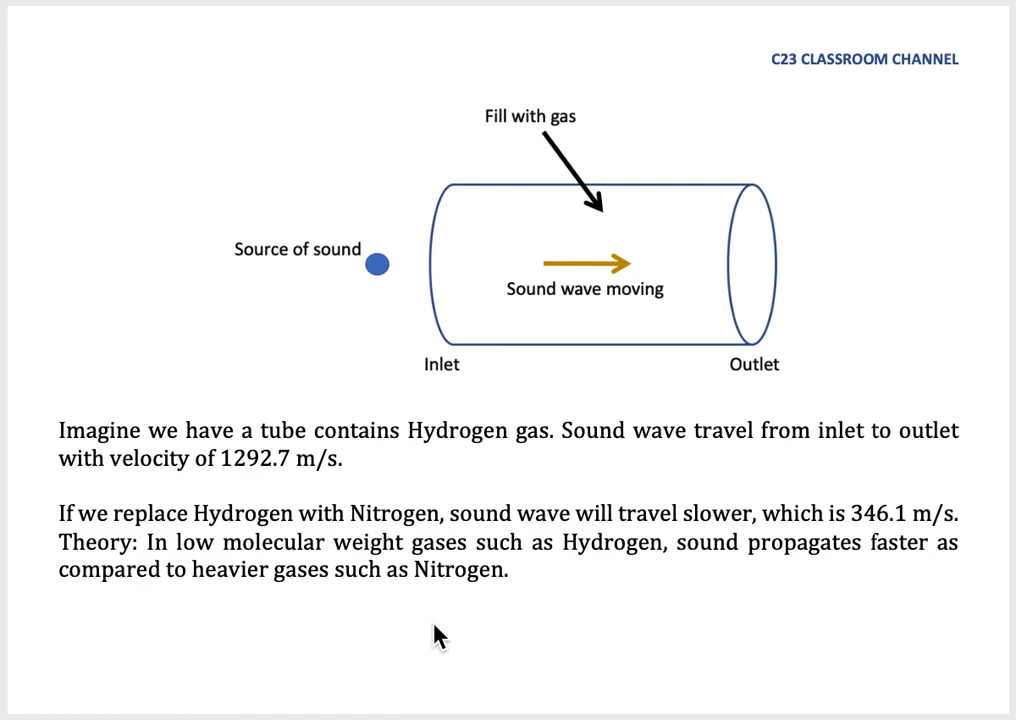 C23 CLASSROOM CHANNEL
Fill with gas
Source of sound
Sound wave moving
Inlet
Outlet
Imagine we have a tube contains Hydrogen gas. Sound wave travel from inlet to outlet
with velocity of 1292.7 m/s.
If we replace Hydrogen with Nitrogen, sound wave will travel slower, which is 346.1 m/s.
Theory: In low molecular weight gases such as Hydrogen, sound propagates faster as
compared to heavier gases such as Nitrogen.